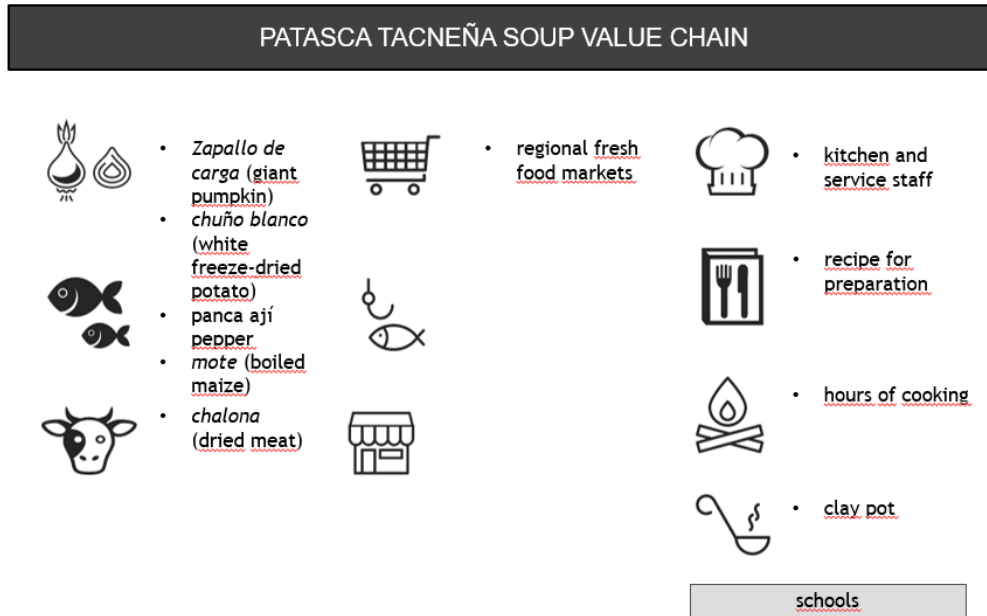 PATASCA TACNEÑA SOUP VALUE CHAIN
• Zapallo de
carga (giant
pumpkin)
• chuño blanco
(white
freeze-dried
potato)
• panca ají
pepper
• mote (boiled
maize)
• chalona
(dried meat)
• regional fresh
food markets
• kitchen and
service staff
• recipe for
preparation
• hours of cooking
• clay pot
schools